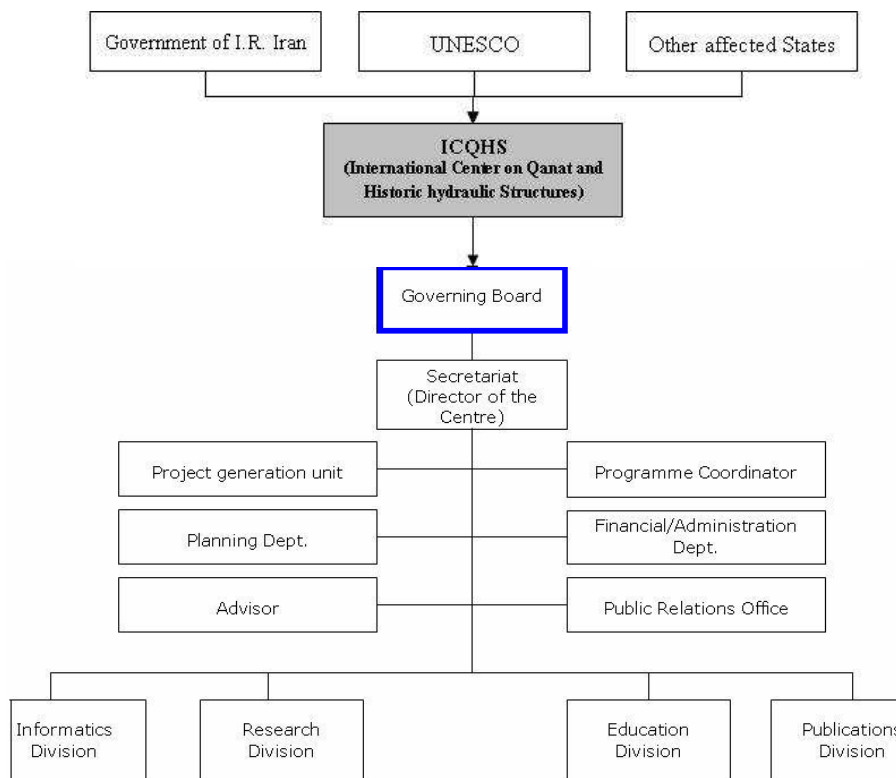 Government of I.R. Iran
UNESCO
Other affected States
ICQHS
(International Center on Qanat and
Historic hydraulic Structures)
Governing Board
Secretariat
(Director of the
Centre)
Project generation unit
Programme Coordinator
Planning Dept.
Financial/Administration
Dept.
Advisor
Public Relations Office
Informatics
Division
Research
Division
Education
Division
Publications
Division